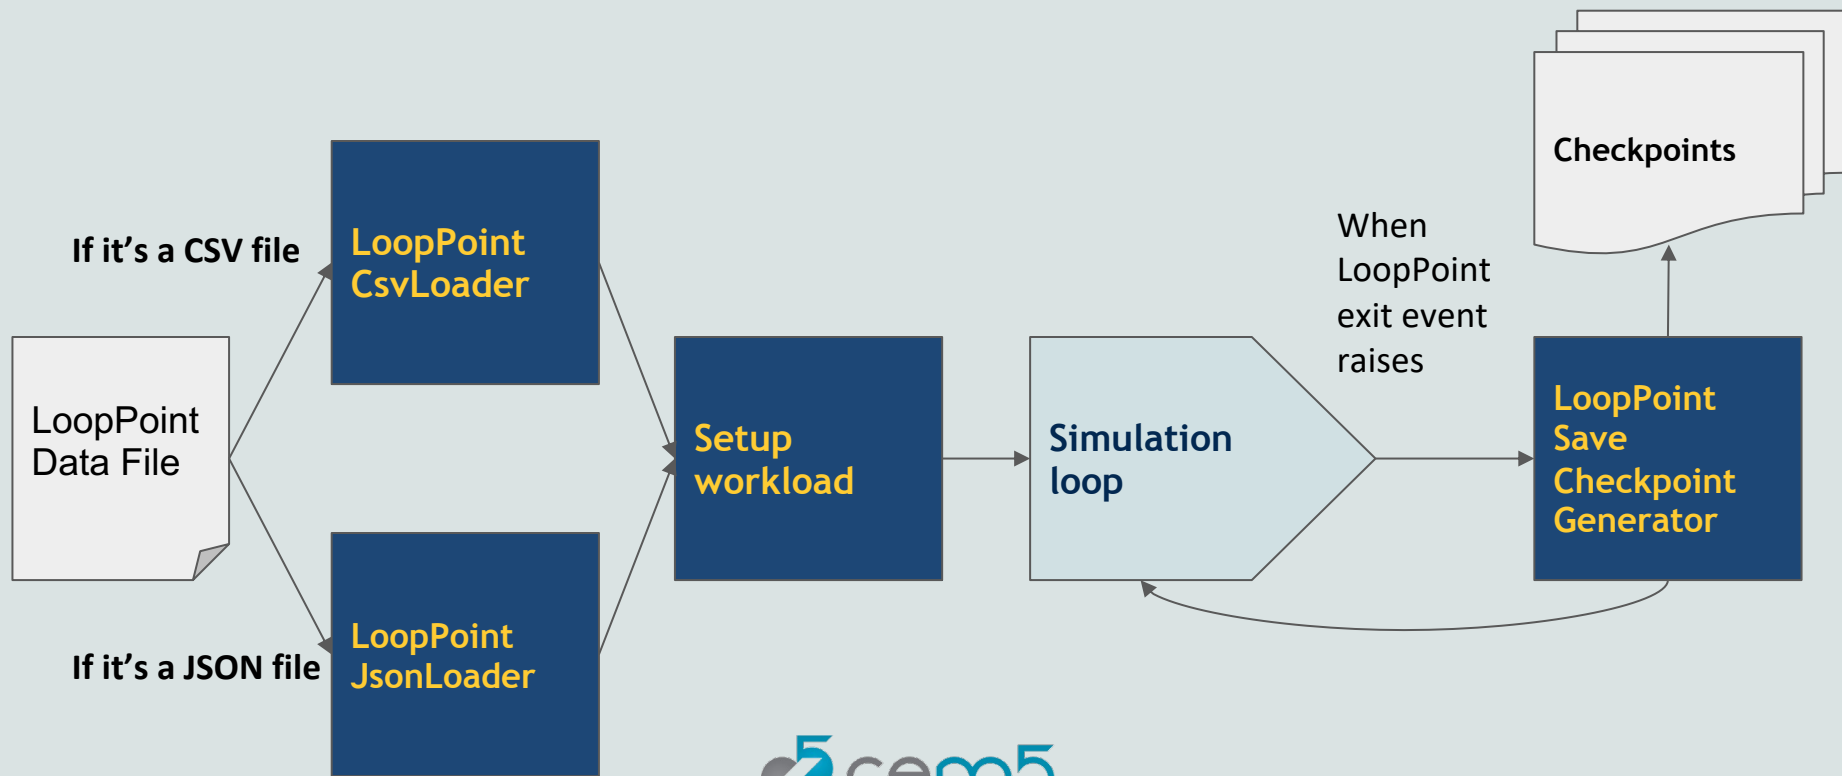 Checkpoints
When
LoopPoint
exit event
raises
If it's a CSV file
LoopPoint
CsvLoader
LoopPoint
Data File
Setup
workload
Simulation
loop
LoopPoint
Save
Checkpoint
Generator
If it's a JSON file
LoopPoint
JsonLoader